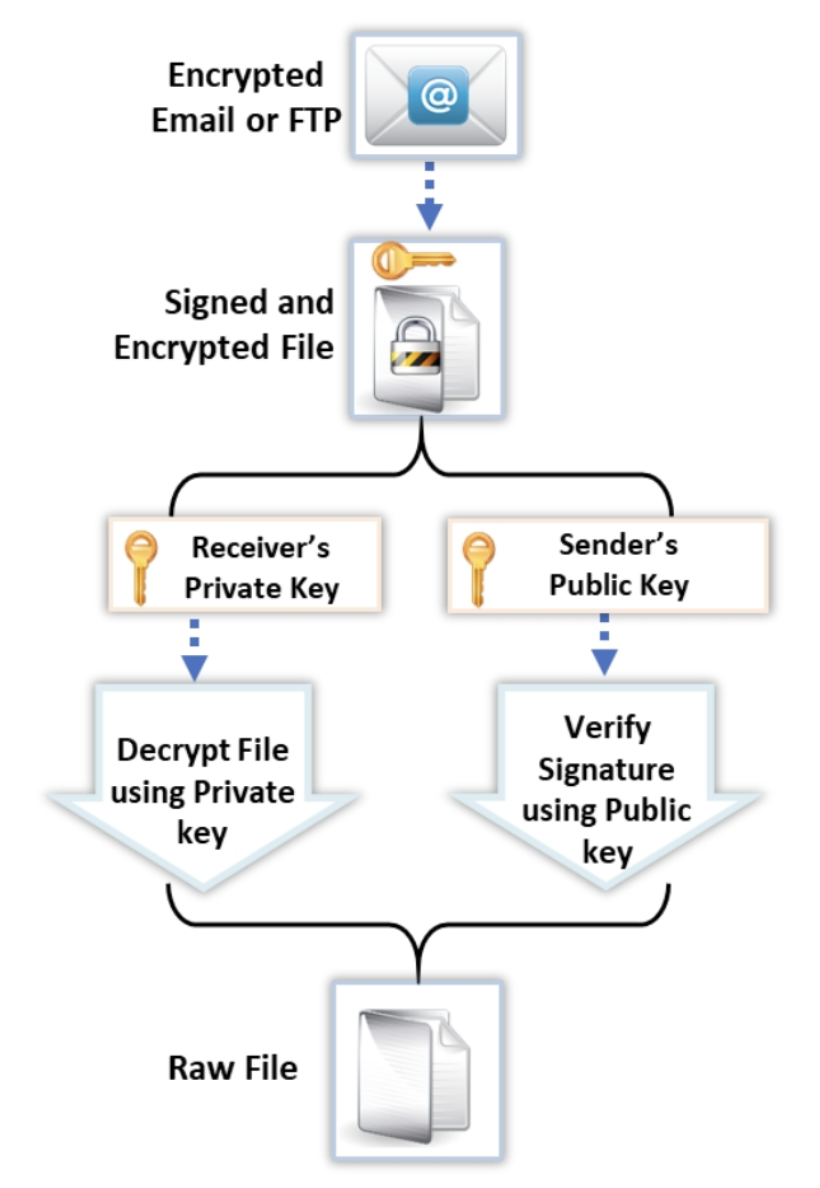 Encrypted
Email or FTP
@
Signed and
Encrypted File
Receiver's
Private Key
Sender's
Public Key
Decrypt File
using Private
key
Verify
Signature
using Public
key
Raw File